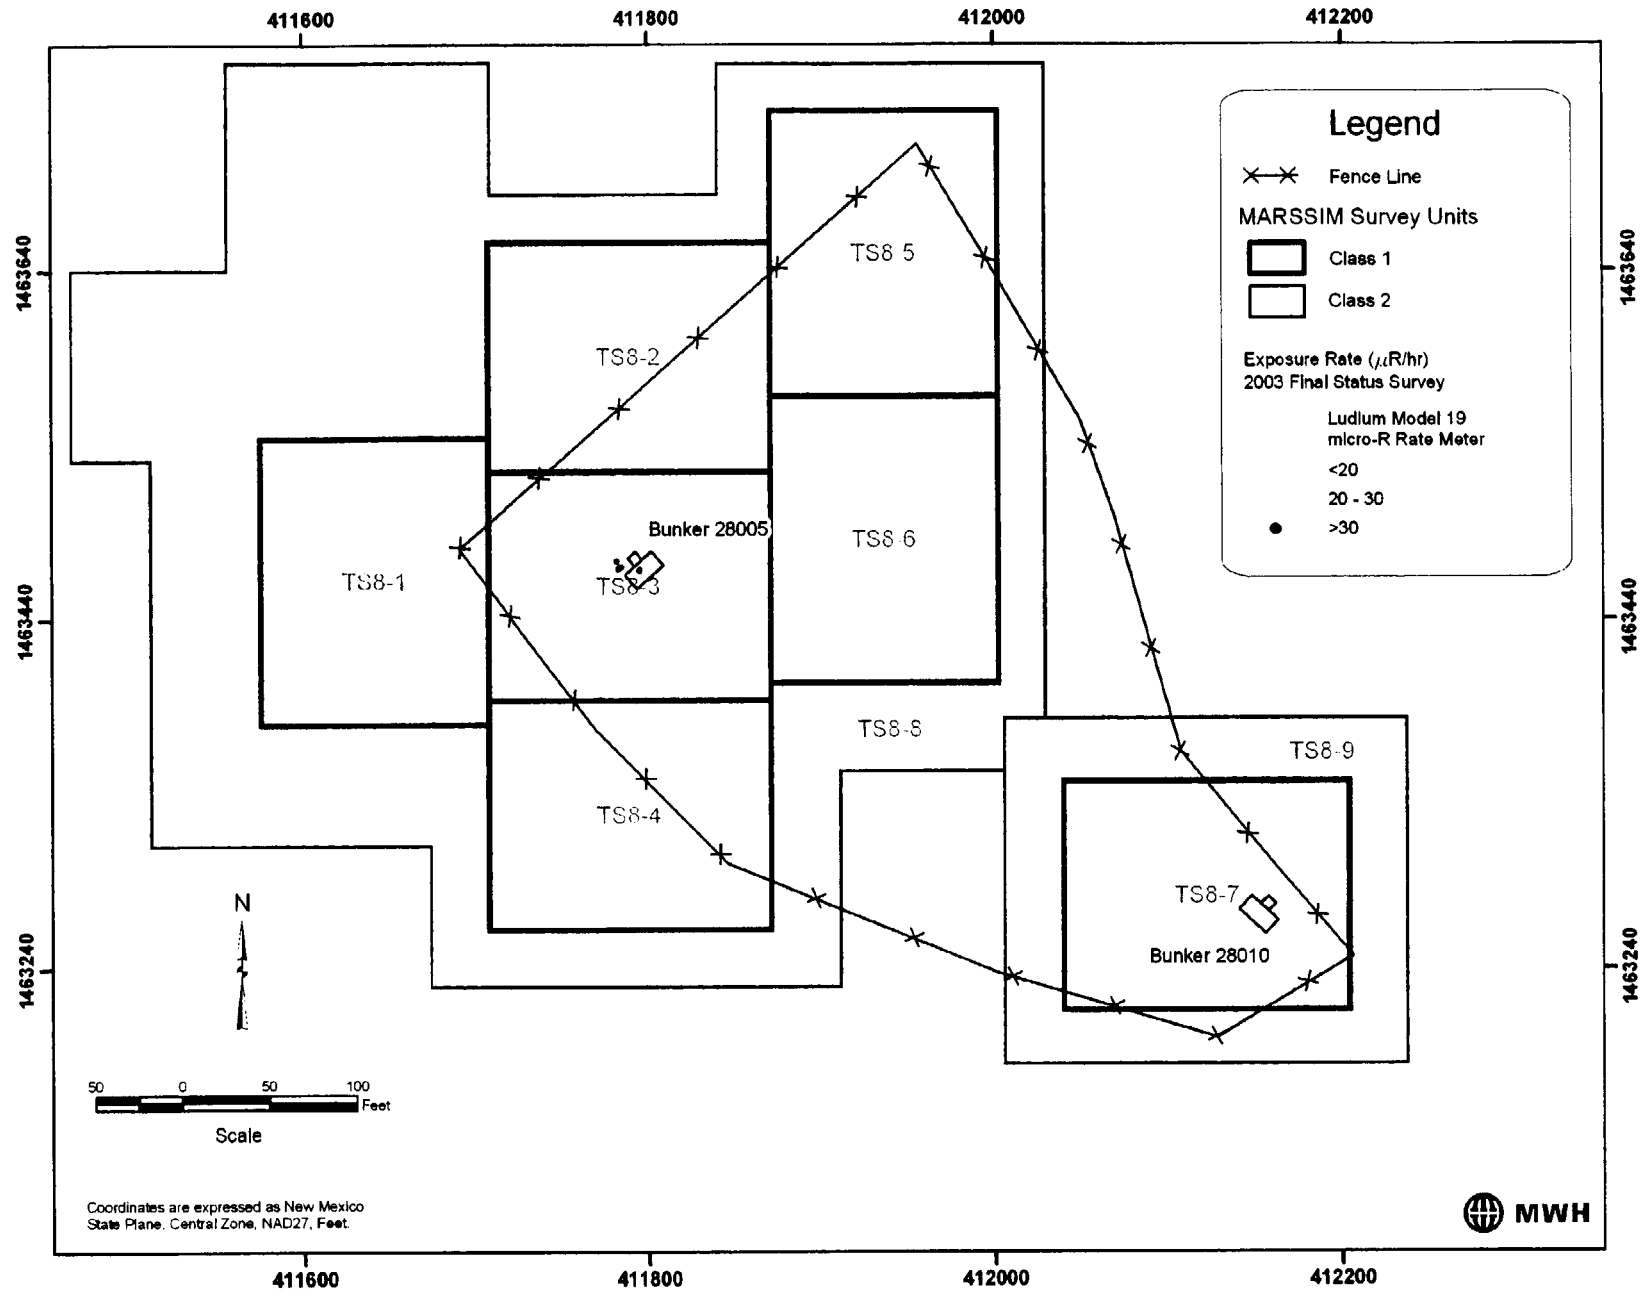 411600
411800
412000
412200
Legend
Fence Line
MARSSIM Survey Units
Class 1
Class 2
Exposure Rate (μR/hr)
2003 Final Status Survey
Ludlum Model 19
micro-R Rate Meter
<20
20 - 30
>30
1463640
1463640
TS8 5
TS8-2
Bunker 28005
TS8-6
TS8-1
TS8-3
1463440
1463440
TS8-8
TS8-9
TS8-4
TS8-7
Bunker 28010
N
1463240
1463240
50 0 50 100
Feet
Scale
Coordinates are expressed as New Mexico
State Plane, Central Zone, NAD27, Feet.
MWH
411600
411800
412000
412200